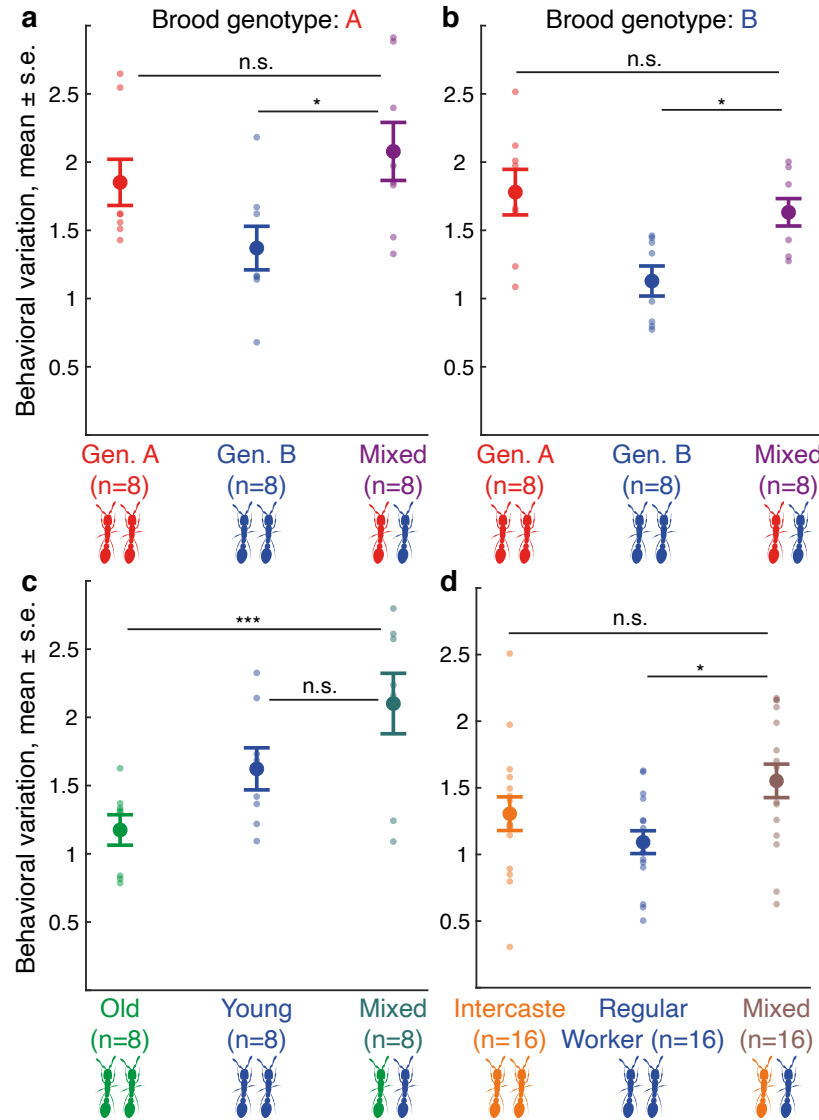 a
Brood genotype: A
Behavioral variation, mean ± s.e.
n.s.
*
2.5
2
1.5
1
0.5
Gen. A
(n=8)
Gen. B
(n=8)
Mixed
(n=8)
b
Brood genotype: B
n.s.
*
2.5
2
1.5
1
0.5
Gen. A
(n=8)
Gen. B
(n=8)
Mixed
(n=8)
c
Behavioral variation, mean ± s.e.
***
n.s.
2.5
2
1.5
1
0.5
Old
(n=8)
Young
(n=8)
Mixed
(n=8)
d
n.s.
*
2.5
2
1.5
1
0.5
Intercaste
(n=16)
Regular
Worker (n=16)
Mixed
(n=16)